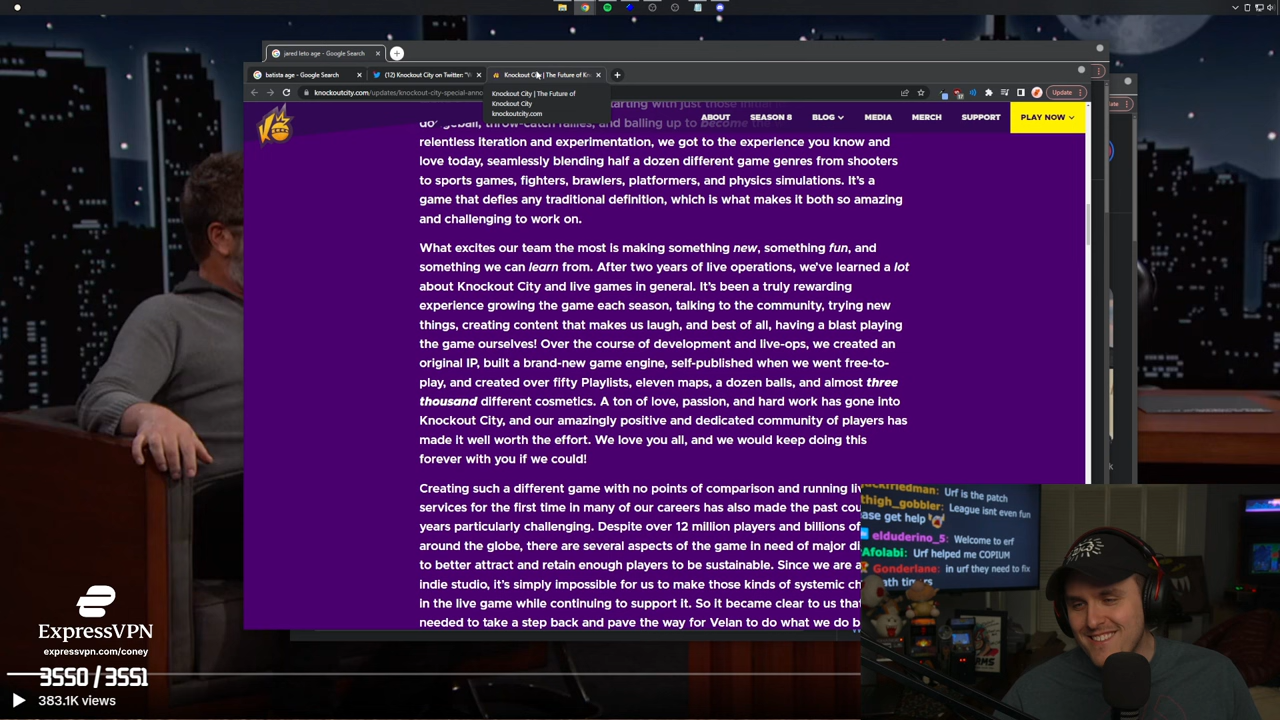 jared leto age - Google Search
batista age - Google Search
(12) Knockout City on Twitter: "W
Knockout City | The Future of Kn
knockoutcity.com/updates/knockout-city-special-anno
Update
Knockout City | The Future of
Knockout City
knockoutcity.com
ABOUT
SEASON 8
BLOG
MEDIA
MERCH
SUPPORT
PLAY NOW
relentless iteration and experimentation, we got to the experience you know and
love today, seamlessly blending half a dozen different game genres from shooters
to sports games, fighters, brawlers, platformers, and physics simulations. It's a
game that defies any traditional definition, which is what makes it both so amazing
and challenging to work on.
What excites our team the most is making something new, something fun, and
something we can learn from. After two years of live operations, we've learned a lot
about Knockout City and live games in general. It's been a truly rewarding
experience growing the game each season, talking to the community, trying new
things, creating content that makes us laugh, and best of all, having a blast playing
the game ourselves! Over the course of development and live-ops, we created an
original IP, built a brand-new game engine, self-published when we went free-to-
play, and created over fifty Playlists, eleven maps, a dozen balls, and almost three
thousand different cosmetics. A ton of love, passion, and hard work has gone into
Knockout City, and our amazingly positive and dedicated community of players has
made it well worth the effort. We love you all, and we would keep doing this
forever with you if we could!
Creating such a different game with no points of comparison and running li
services for the first time in many of our careers has also made the past cou
years particularly challenging. Despite over 12 million players and billions of
around the globe, there are several aspects of the game in need of major di
to better attract and retain enough players to be sustainable. Since we are a
indie studio, it's simply impossible for us to make those kinds of systemic ch
in the live game while continuing to support it. So it became clear to us that
needed to take a step back and pave the way for Velan to do what we do b
ckfriedman: Urf is the patch
thigh_gobbler: League isnt even fun
ase get help
elduderino_5: Welcome to erf
Afolabi: Urf helped me COPIUM
Gonderlane: in urf they need to fix
ath timers
ExpressVPN
expressvpn.com/coney
3550 / 3551
383.1K views